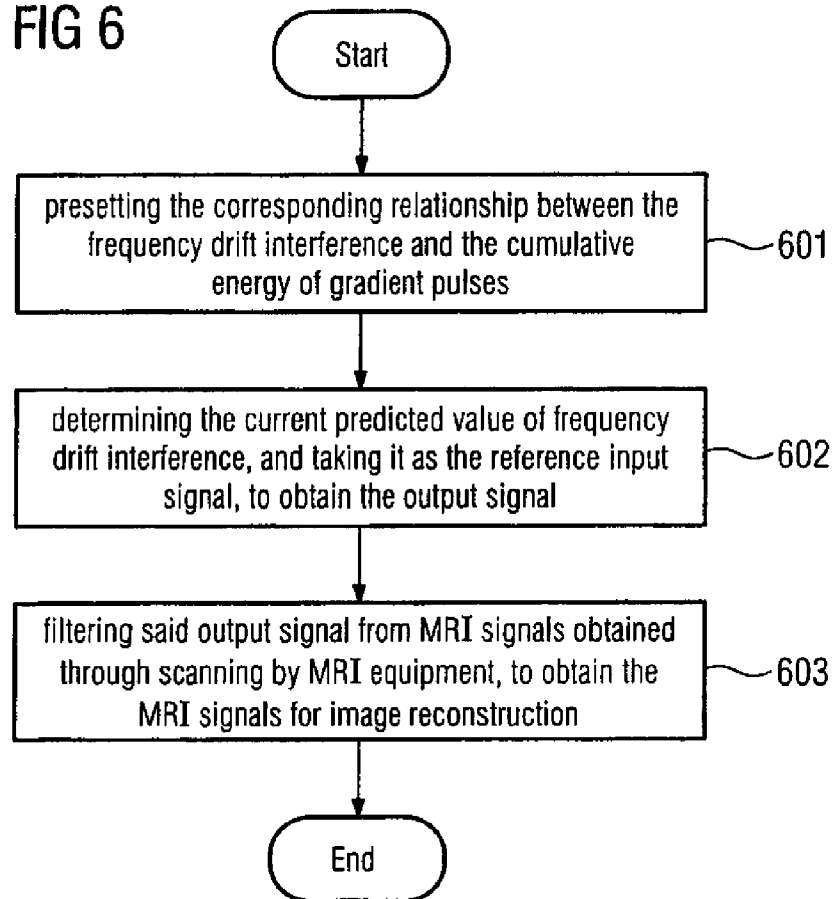 FIG 6
Start
presetting the corresponding relationship between the
frequency drift interference and the cumulative
energy of gradient pulses
601
determining the current predicted value of frequency
drift interference, and taking it as the reference input
signal, to obtain the output signal
602
filtering said output signal from MRI signals obtained
through scanning by MRI equipment, to obtain the
MRI signals for image reconstruction
603
End